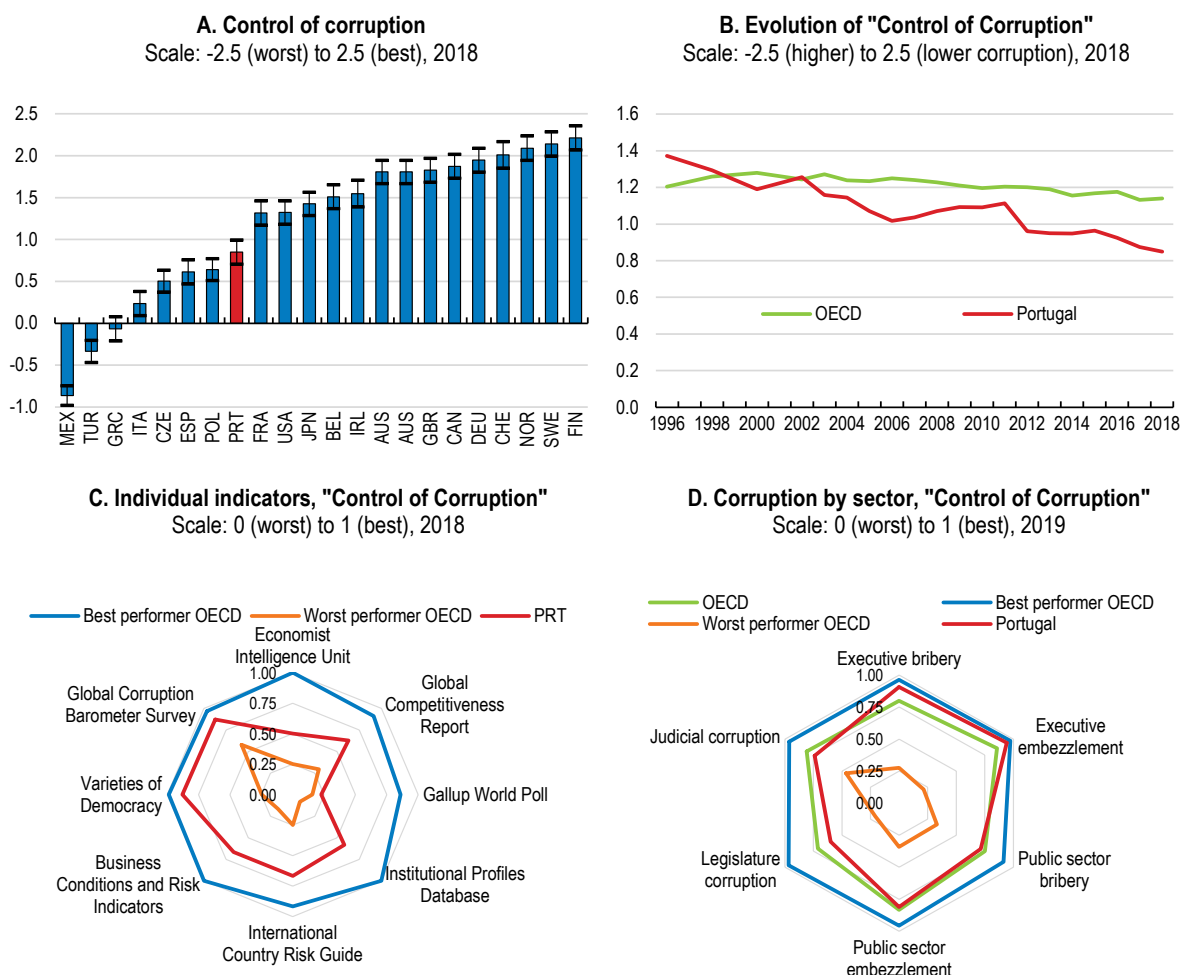 A. Control of corruption
Scale: -2.5 (worst) to 2.5 (best), 2018
2.5
2.0
1.5
1.0
0.5
0.0
-0.5
-1.0
MEX
TUR
GRC
ITA
CZE
ESP
POL
PRT
FRA
USA
JPN
BEL
IRL
AUS
AUS
GBR
CAN
DEU
CHE
NOR
SWE
FIN
B. Evolution of "Control of Corruption"
Scale: -2.5 (higher) to 2.5 (lower corruption), 2018
1.6
1.4
1.2
1.0
0.8
0.6
0.4
0.2
0.0
OECD
Portugal
1996 1998 2000 2002 2004 2006 2008 2010 2012 2014 2016 2018
C. Individual indicators, "Control of Corruption"
Scale: 0 (worst) to 1 (best), 2018
Best performer OECD
Worst performer OECD
PRT
Economist
Intelligence Unit
Global
Competitiveness
Report
Gallup World Poll
Institutional Profiles
Database
International
Country Risk Guide
Business
Conditions and Risk
Indicators
Varieties of
Democracy
Global Corruption
Barometer Survey
1.00
0.75
0.50
0.25
0.00
D. Corruption by sector, "Control of Corruption"
Scale: 0 (worst) to 1 (best), 2019
OECD
Best performer OECD
Worst performer OECD
Portugal
Executive bribery
Executive
embezzlement
Public sector
bribery
Public sector
embezzlement
Legislature
corruption
Judicial corruption
1.00
0.75
0.50
0.25
0.00